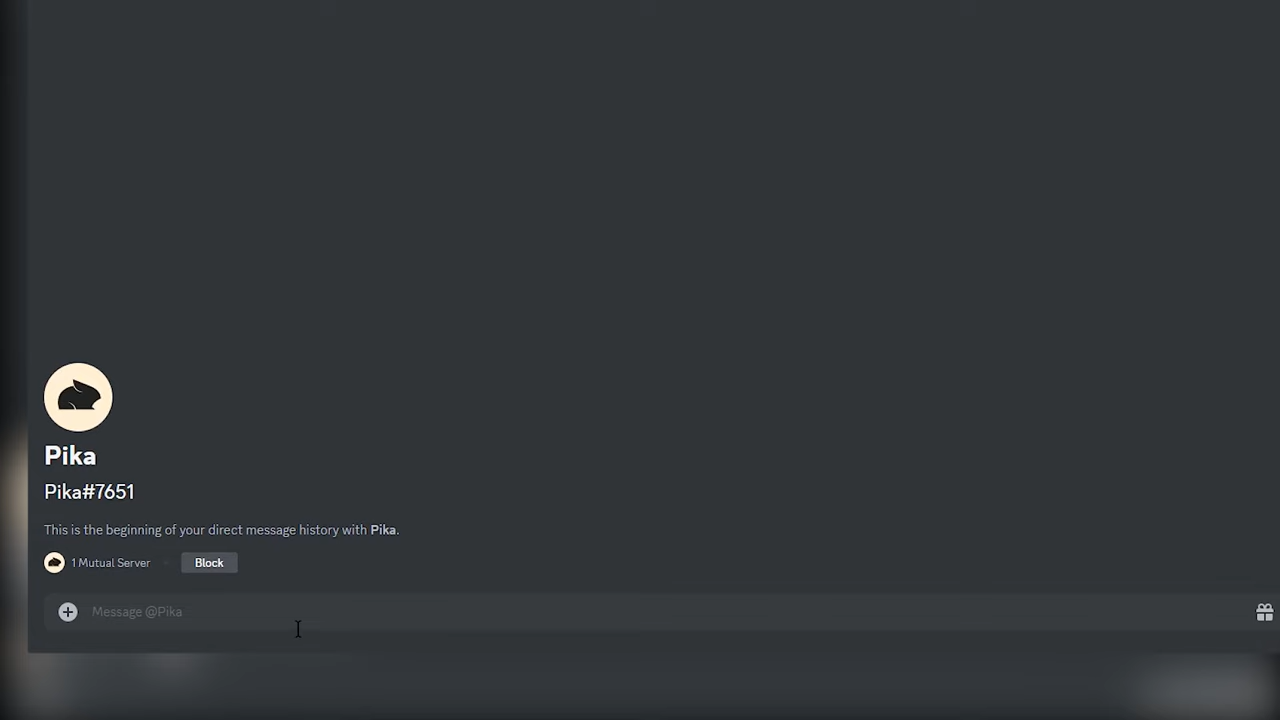 Pika
Pika#7651
This is the beginning of your direct message history with Pika.
1 Mutual Server
Block
Message @Pika